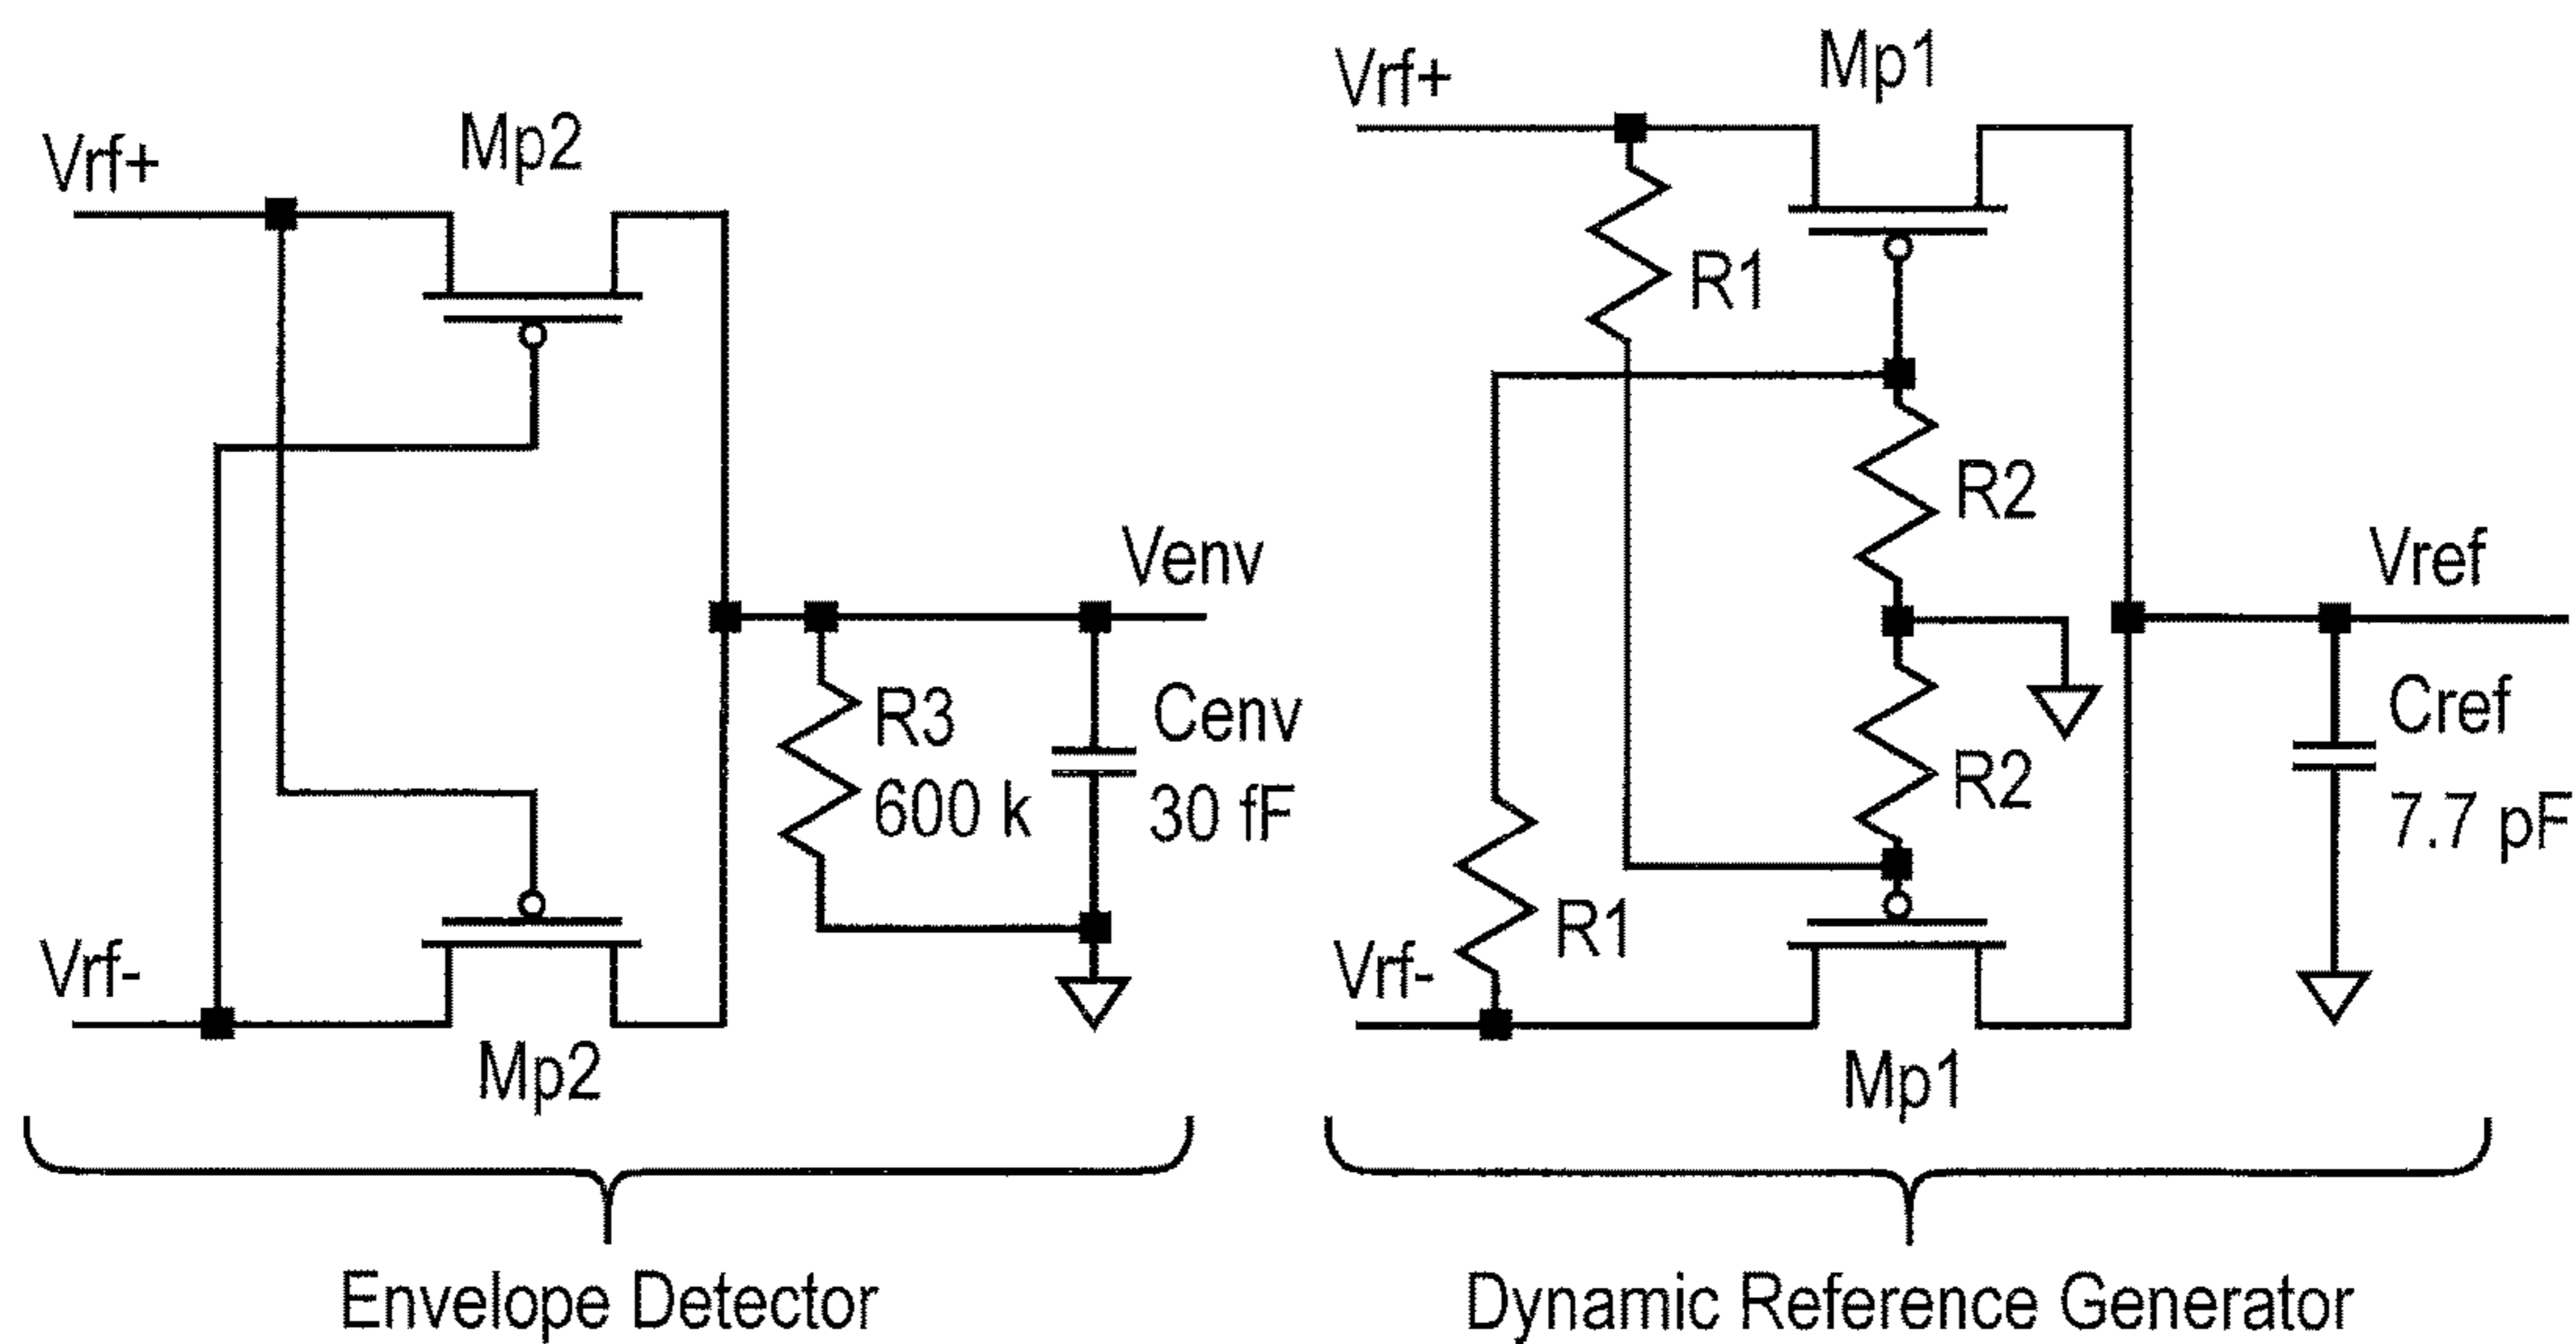 Vrf+
Mp2
Venv
R3
600 k
Cenv
30 fF
Vrf-
Mp2
Envelope Detector
Vrf+
Mp1
R1
R2
Vref
R2
Cref
7.7 pF
R1
Vrf-
Mp1
Dynamic Reference Generator